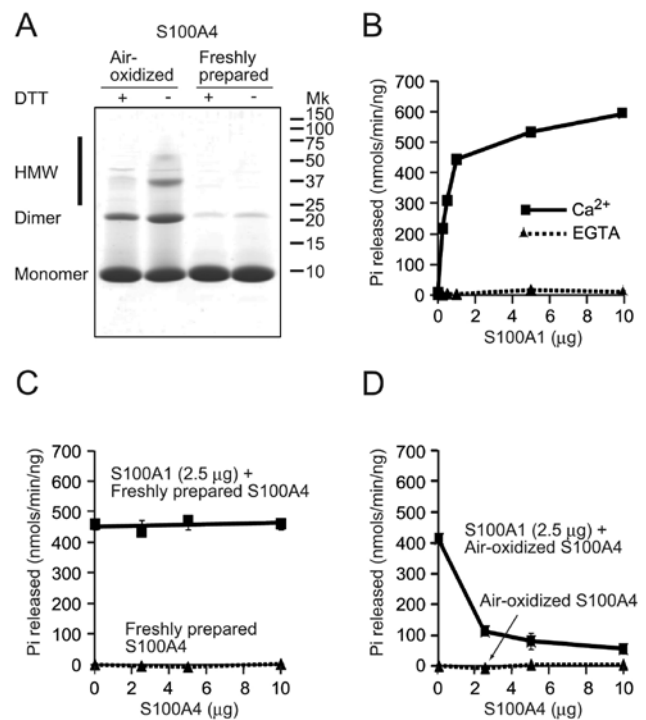 A
S100A4
Air-
oxidized
Freshly
prepared
DTT
+
-
+
-
Mk
150
100
75
50
37
25
20
15
10
HMW
Dimer
Monomer
B
Pi released (nmols/min/ng)
700
600
500
400
300
200
100
0
Ca2+
EGTA
0 2 4 6 8 10
S100A1 (μg)
C
Pi released (nmols/min/ng)
700
600
500
400
300
200
100
0
S100A1 (2.5 μg) +
Freshly prepared S100A4
Freshly prepared
S100A4
0 2 4 6 8 10
S100A4 (μg)
D
Pi released (nmols/min/ng)
700
600
500
400
300
200
100
0
S100A1 (2.5 μg) +
Air-oxidized S100A4
Air-oxidized S100A4
0 2 4 6 8 10
S100A4 (μg)